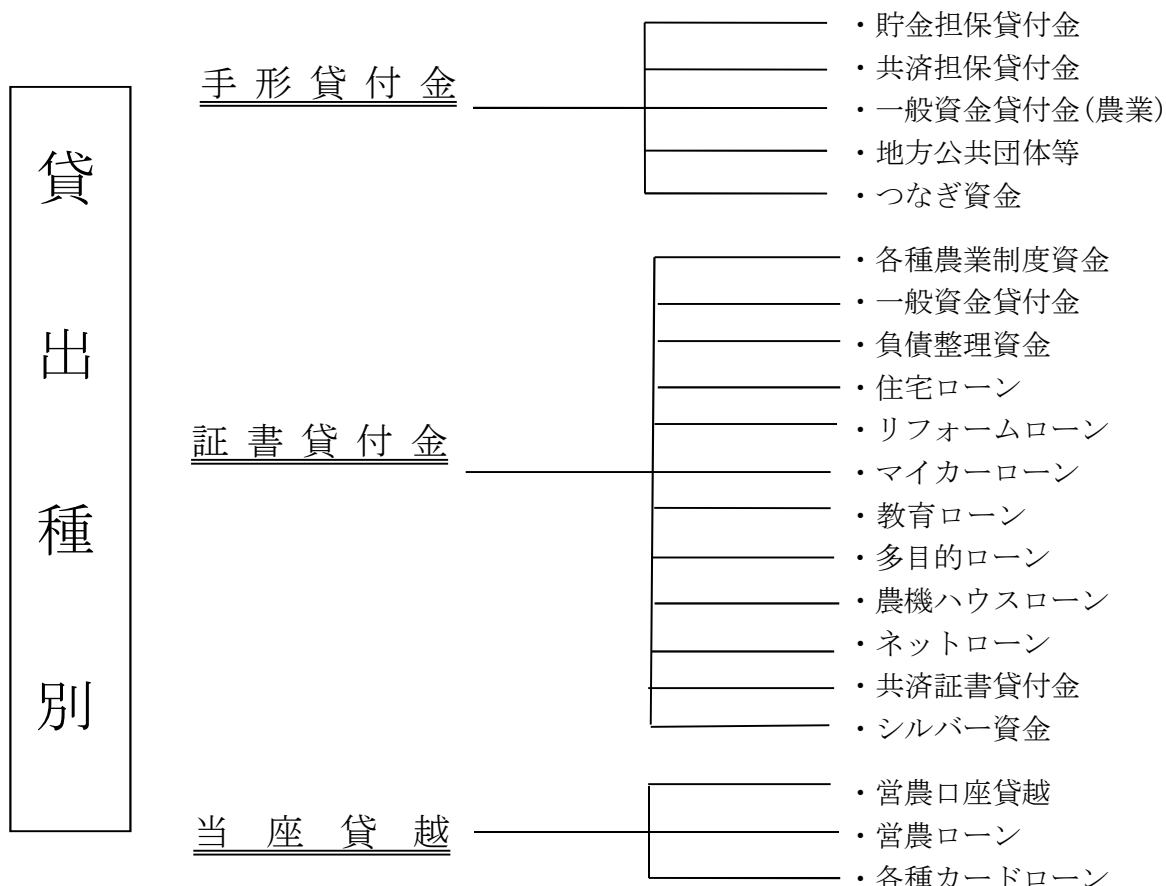 貸出種別
手形貸付金
・貯金担保貸付金
・共済担保貸付金
・一般資金貸付金(農業)
・地方公共団体等
・つなぎ資金
証書貸付金
・各種農業制度資金
・一般資金貸付金
・負債整理資金
・住宅ローン
・リフォームローン
・マイカーローン
・教育ローン
・多目的ローン
・農機ハウスローン
・ネットローン
・共済証書貸付金
・シルバー資金
当座貸越
・営農口座貸越
・営農ローン
・各種カードローン